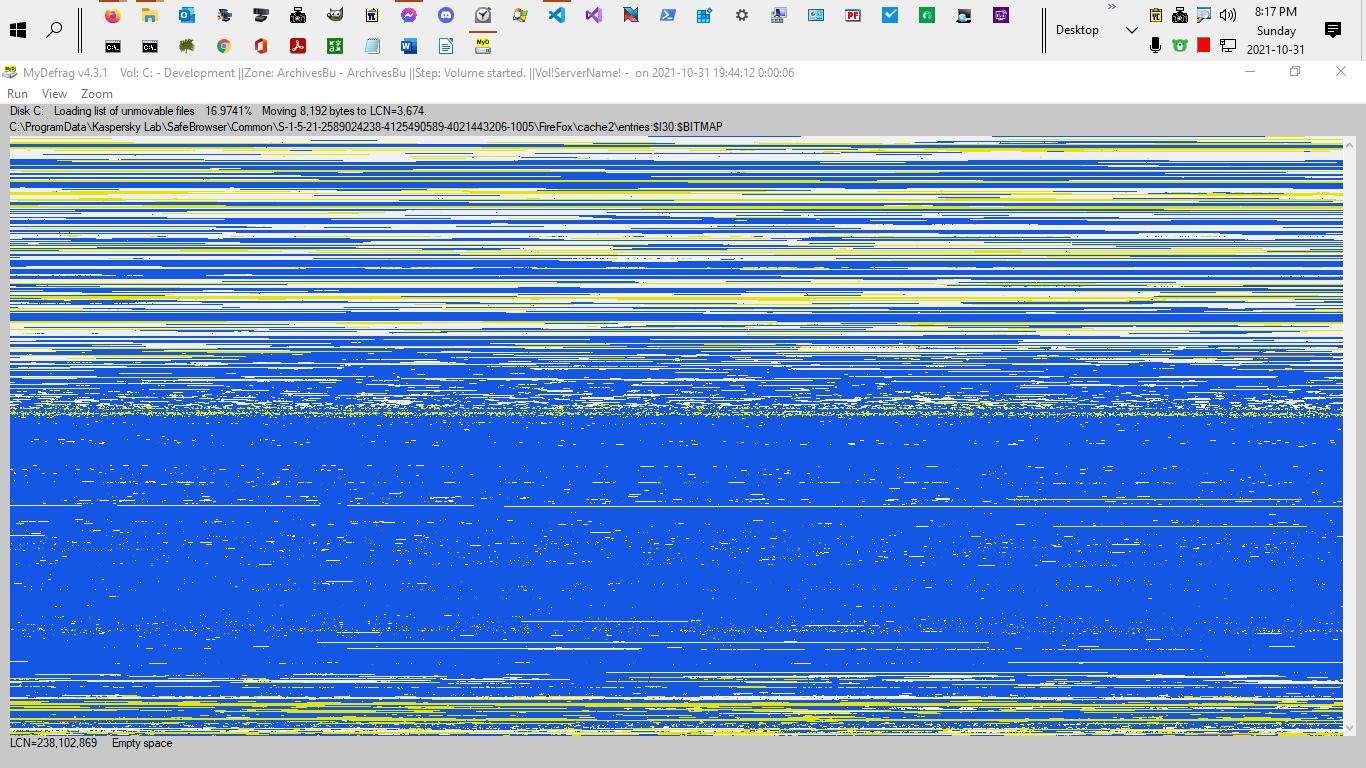 8:17 PM
Desktop
Sunday
2021-10-31
MyDefrag v4.3.1 Vol: C: - Development ||Zone: ArchivesBu - ArchivesBu ||Step: Volume started. ||Vol!ServerName! - on 2021-10-31 19:44:12 0:00:06
Run View Zoom
Disk C: Loading list of unmovable files 16.9741% Moving 8,192 bytes to LCN=3,674.
C:\ProgramData\Kaspersky Lab\SafeBrowser\Common\S-1-5-21-2589024238-4125490589-4021443206-1005\FireFox\cache2\entries:$I30:$BITMAP
LCN=238,102,869 Empty space